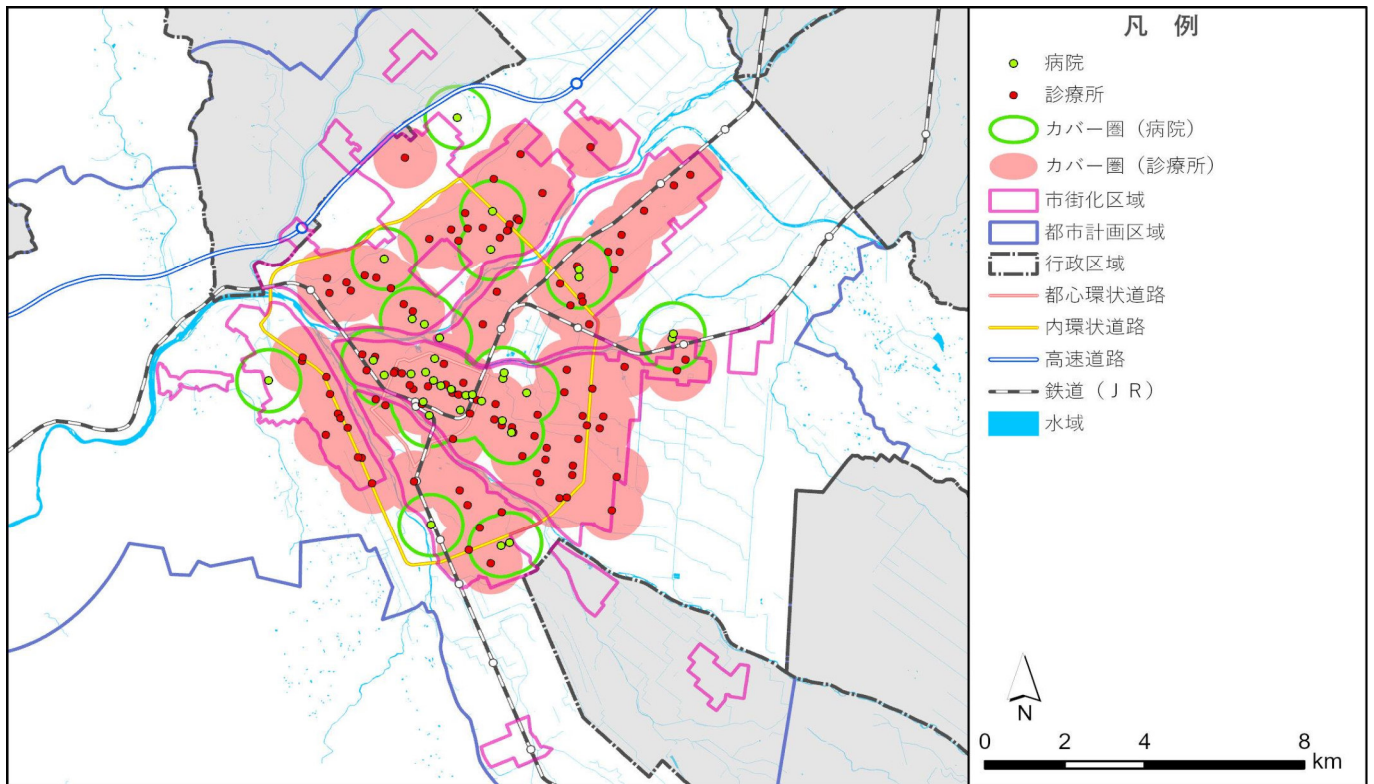 凡 例
病院
診療所
カバー圏（病院）
カバー圏（診療所）
市街化区域
都市計画区域
行政区域
都心環状道路
内環状道路
高速道路
鉄道（ＪＲ）
水域
N
0 2 4 8
km